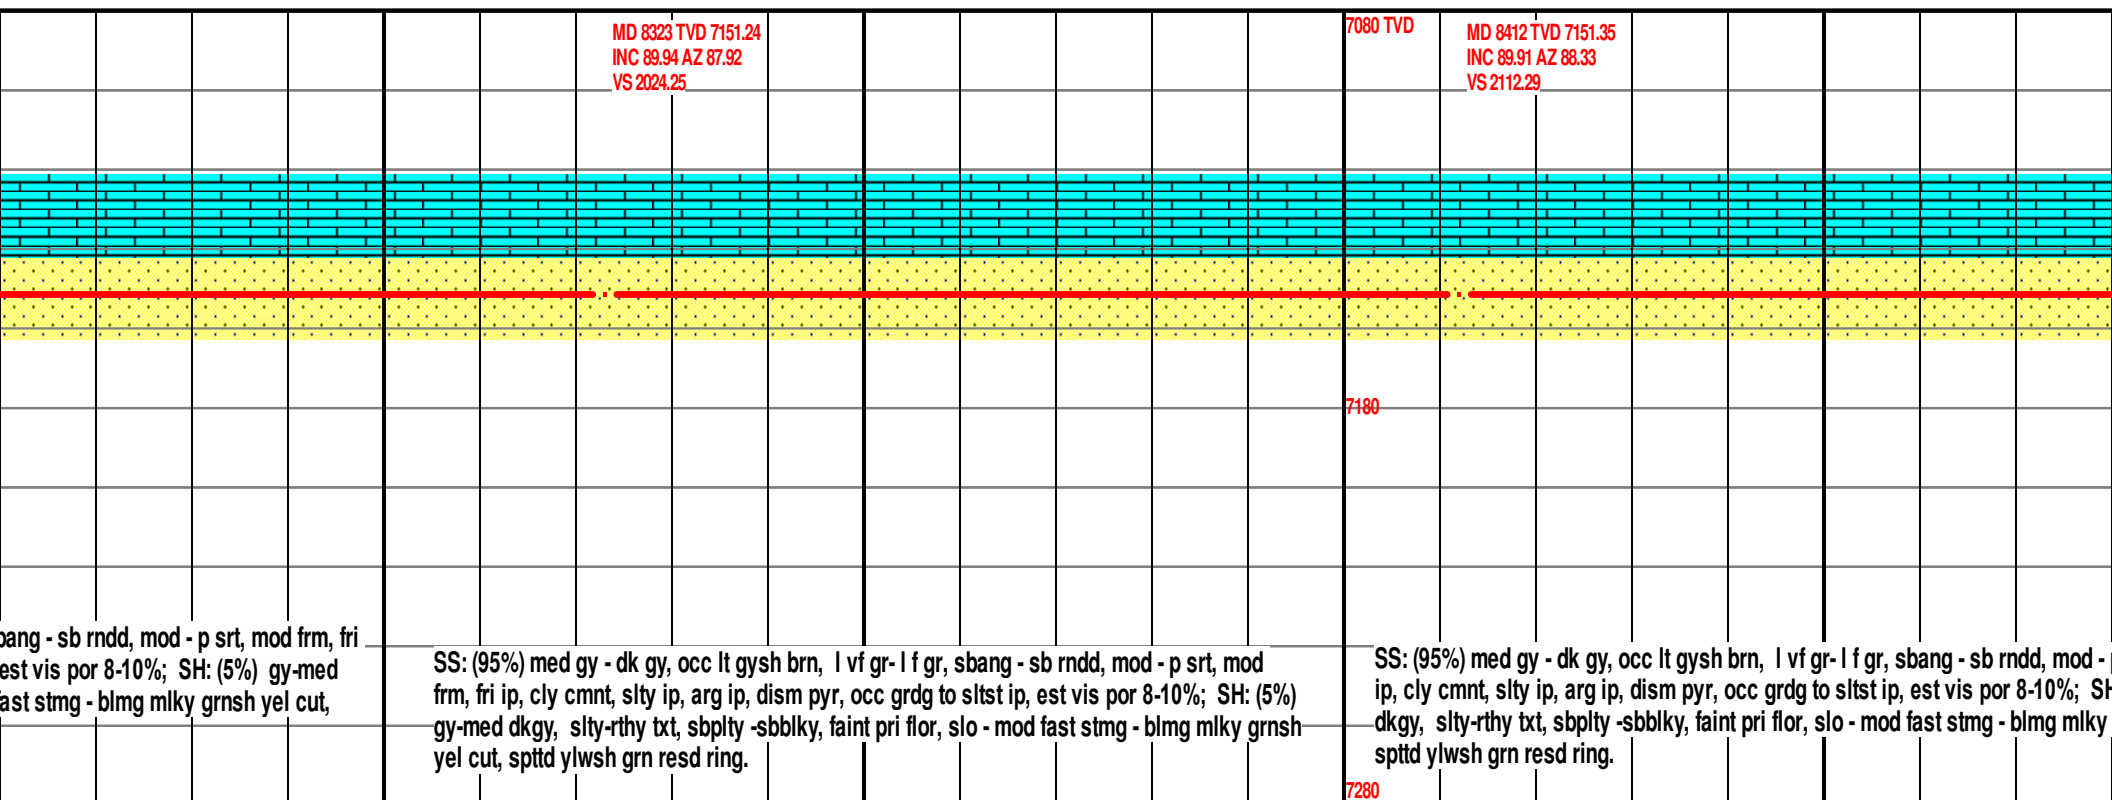 MD 8323 TVD 7151.24
INC 89.94 AZ 87.92
VS 2024.25
7080 TVD
MD 8412 TVD 7151.35
INC 89.91 AZ 88.33
VS 2112.29
7180
- sb rndd, mod - p srt, mod frm, fri
est vis por 8-10%; SH: (5%) gy-med
stmg - blmg mlky grnsh yel cut,
SS: (95%) med gy - dk gy, occ lt gysh brn, l vf gr- l f gr, sbang - sb rndd, mod - p srt, mod
frm, fri ip, cly cmnt, slty ip, arg ip, dism pyr, occ grdg to sltst ip, est vis por 8-10%; SH: (5%)
gy-med dkgy, slty-rthy txt, sbplty -sbblky, faint pri flor, slo - mod fast stmg - blmg mlky grnsh
yel cut, spttd ylwsh grn resd ring.
SS: (95%) med gy - dk gy, occ lt gysh brn, l vf gr- l f gr, sbang - sb rndd, mod -
ip, cly cmnt, slty ip, arg ip, dism pyr, occ grdg to sltst ip, est vis por 8-10%;
dkgy, slty-rthy txt, sbplty -sbblky, faint pri flor, slo - mod fast stmg - blmg mlky
spttd ylwsh grn resd ring.
7280